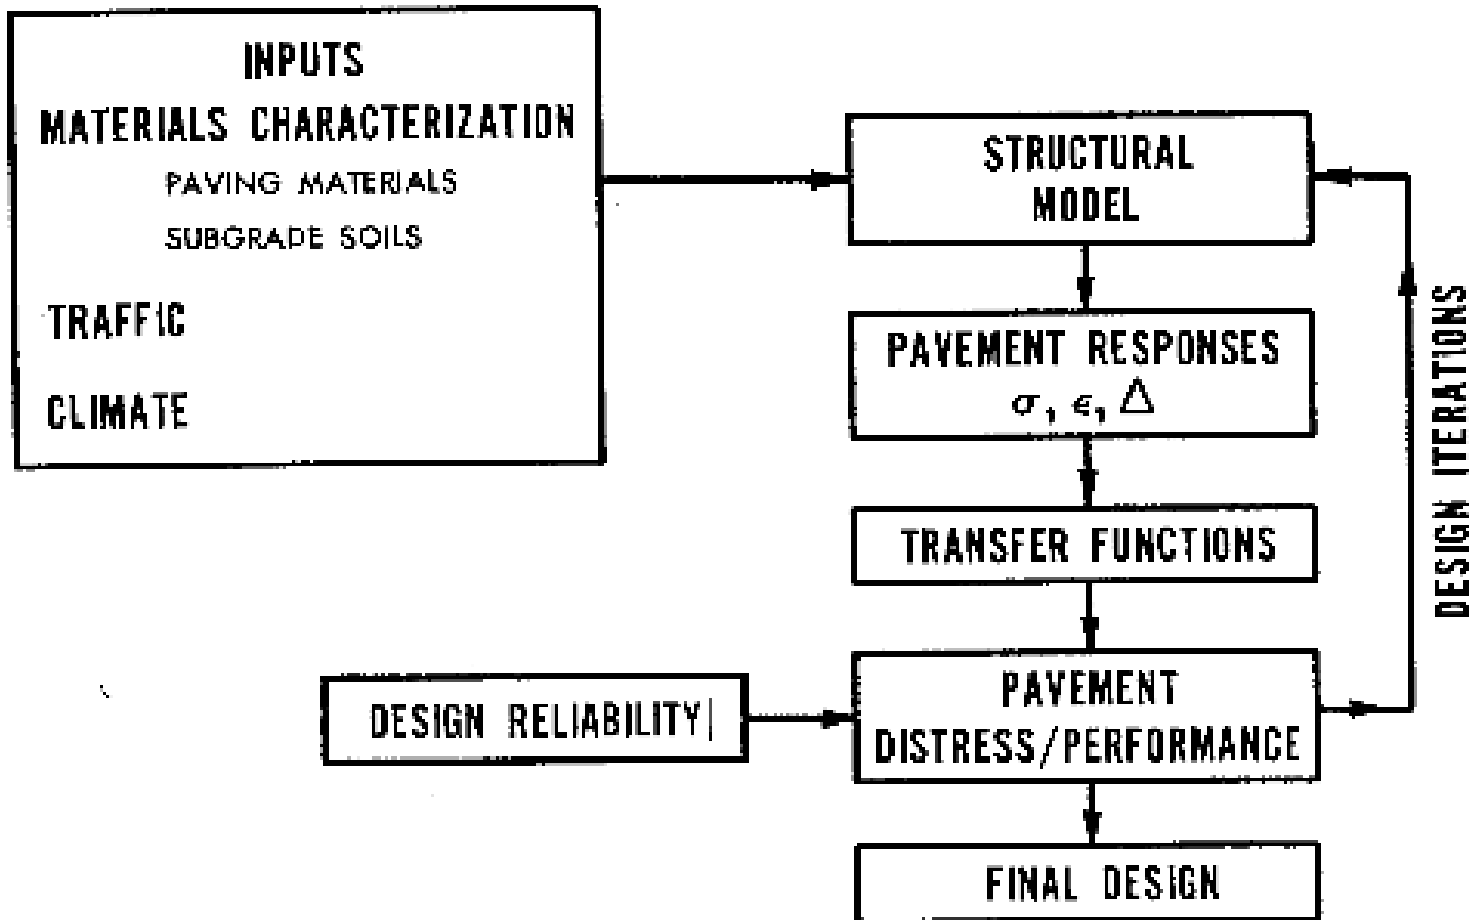 INPUTS
MATERIALS CHARACTERIZATION
PAVING MATERIALS
SUBGRADE SOILS
TRAFFIC
CLIMATE
STRUCTURAL
MODEL
PAVEMENT RESPONSES
σ, ϵ, Δ
TRANSFER FUNCTIONS
DESIGN RELIABILITY
PAVEMENT
DISTRESS/PERFORMANCE
FINAL DESIGN
DESIGN ITERATIONS